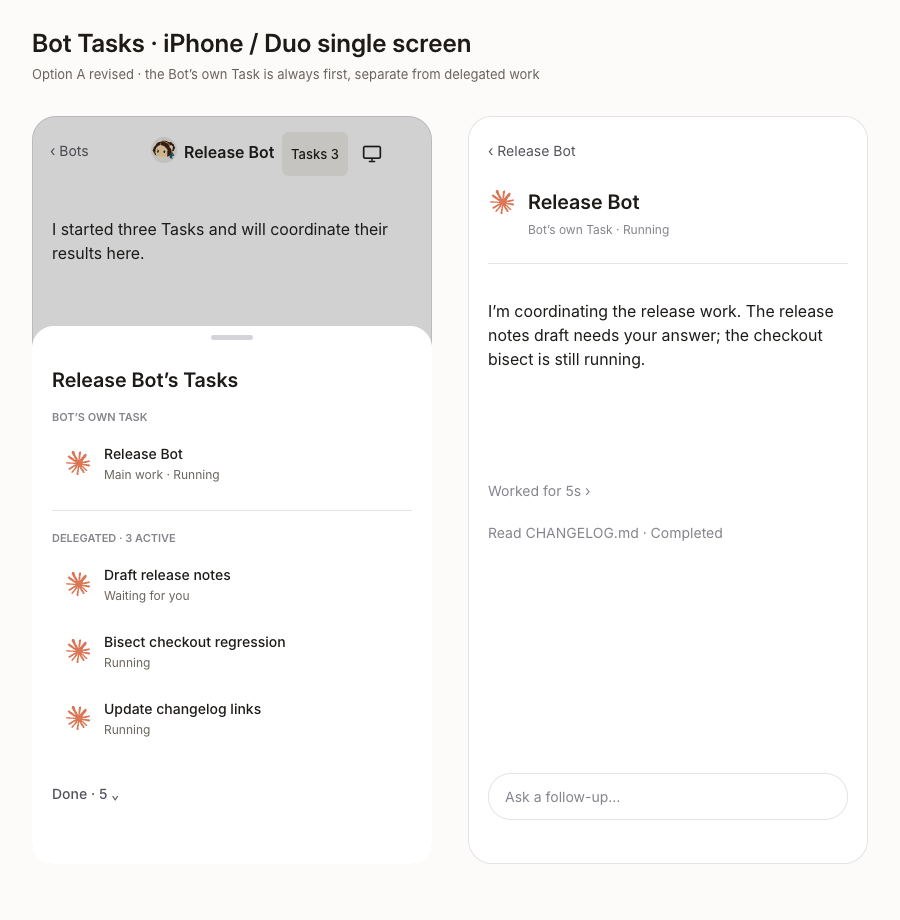 Bot Tasks · iPhone / Duo single screen
Option A revised · the Bot’s own Task is always first, separate from delegated work
‹ Bots
Release Bot
Tasks 3
I started three Tasks and will coordinate their
results here.
Release Bot’s Tasks
BOT’S OWN TASK
Release Bot
Main work · Running
DELEGATED · 3 ACTIVE
Draft release notes
Waiting for you
Bisect checkout regression
Running
Update changelog links
Running
Done · 5 ⌄
‹ Release Bot
Release Bot
Bot’s own Task · Running
I’m coordinating the release work. The release
notes draft needs your answer; the checkout
bisect is still running.
Worked for 5s ›
Read CHANGELOG.md · Completed
Ask a follow-up…